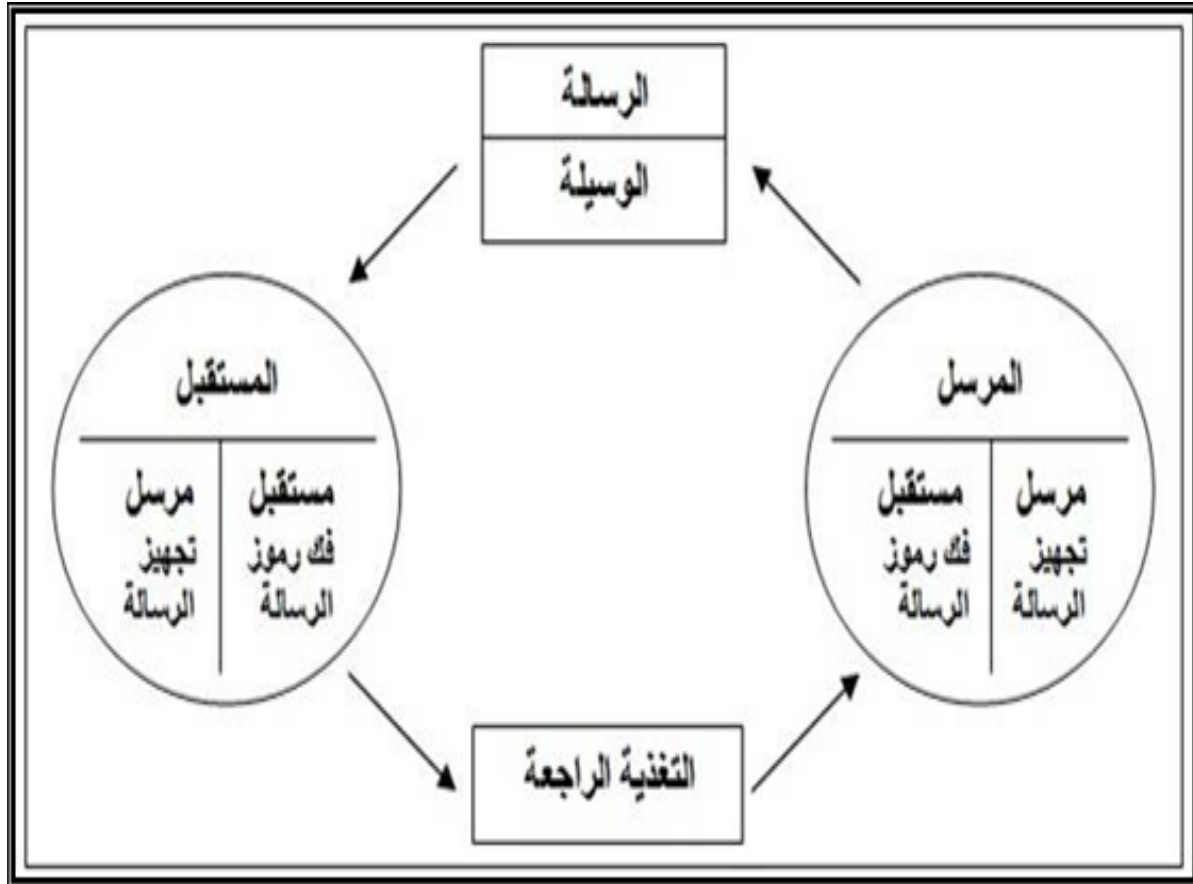 الرسالة
الوسيلة
المرسل
مرسل
تجهيز
الرسالة
مستقبل
فك رموز
الرسالة
المستقبل
مستقبل
فك رموز
الرسالة
مرسل
تجهيز
الرسالة
التغذية الراجعة